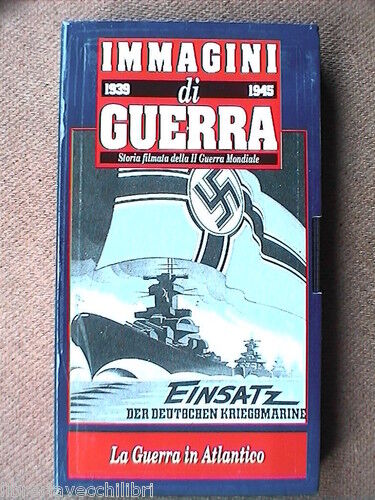 IMMAGINI
1939 di 1945
GUERRA
Storia filmata della II Guerra Mondiale
EINSATZ
DER DEUTSCHEN KRIEGSMARINE
La Guerra in Atlantico